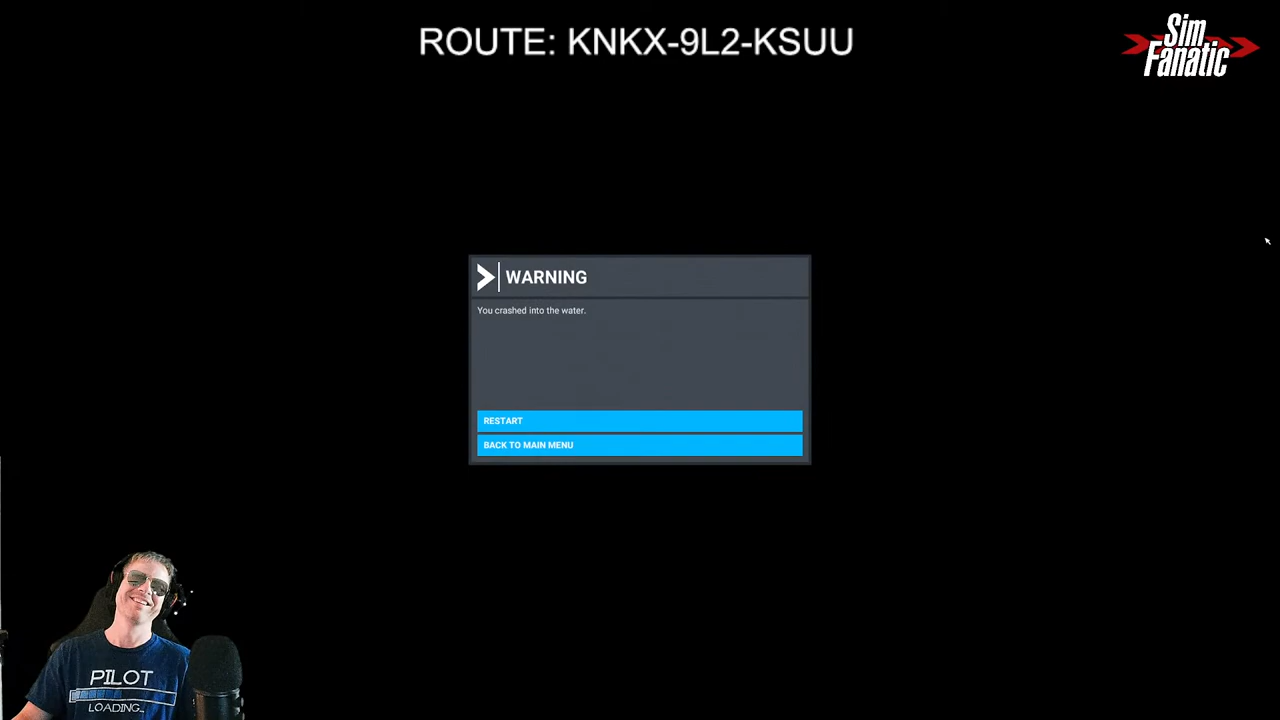 ROUTE: KNKX-9L2-KSUU
Sim
Fanatic
WARNING
You crashed into the water.
RESTART
BACK TO MAIN MENU
PILOT
LOADING...